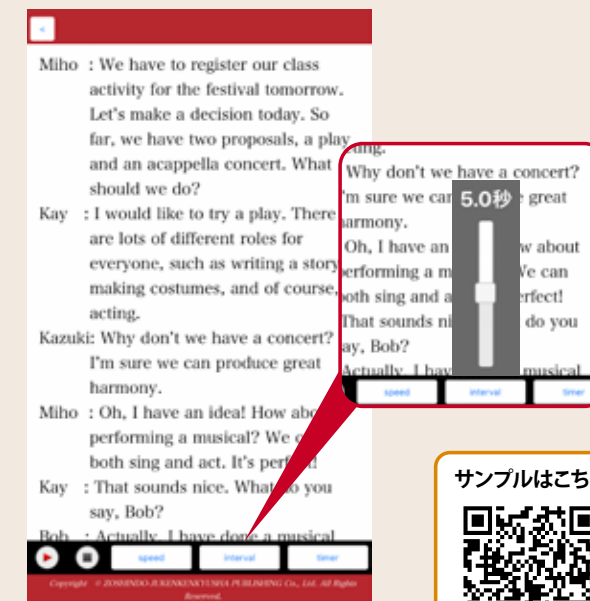 <
Miho : We have to register our class
activity for the festival tomorrow.
Let's make a decision today. So
far, we have two proposals, a play
and an acappella concert. What
should we do?
Kay : I would like to try a play. There
are lots of different roles for
everyone, such as writing a story
making costumes, and of course,
acting.
Kazuki: Why don't we have a concert?
I'm sure we can produce great
harmony.
Miho : Oh, I have an idea! How abo
performing a musical? We c
both sing and act. It's perf
Kay : That sounds nice. What do you
say, Bob?
Bob : Actually, I have done a musical
speed
interval
timer
Copyright © ZOSHINDO JUKENKENKYUSHA PUBLISHING Co., Ltd. All Rights
Reserved.
Why don't we have a concert?
'm sure we can great
armony.
Oh, I have an w about
erforming a m We can
oth sing and a erfect!
That sounds ni do you
ay, Bob?
Actually, I hav musical
5.0秒
speed
interval
timer
サンプルはこち